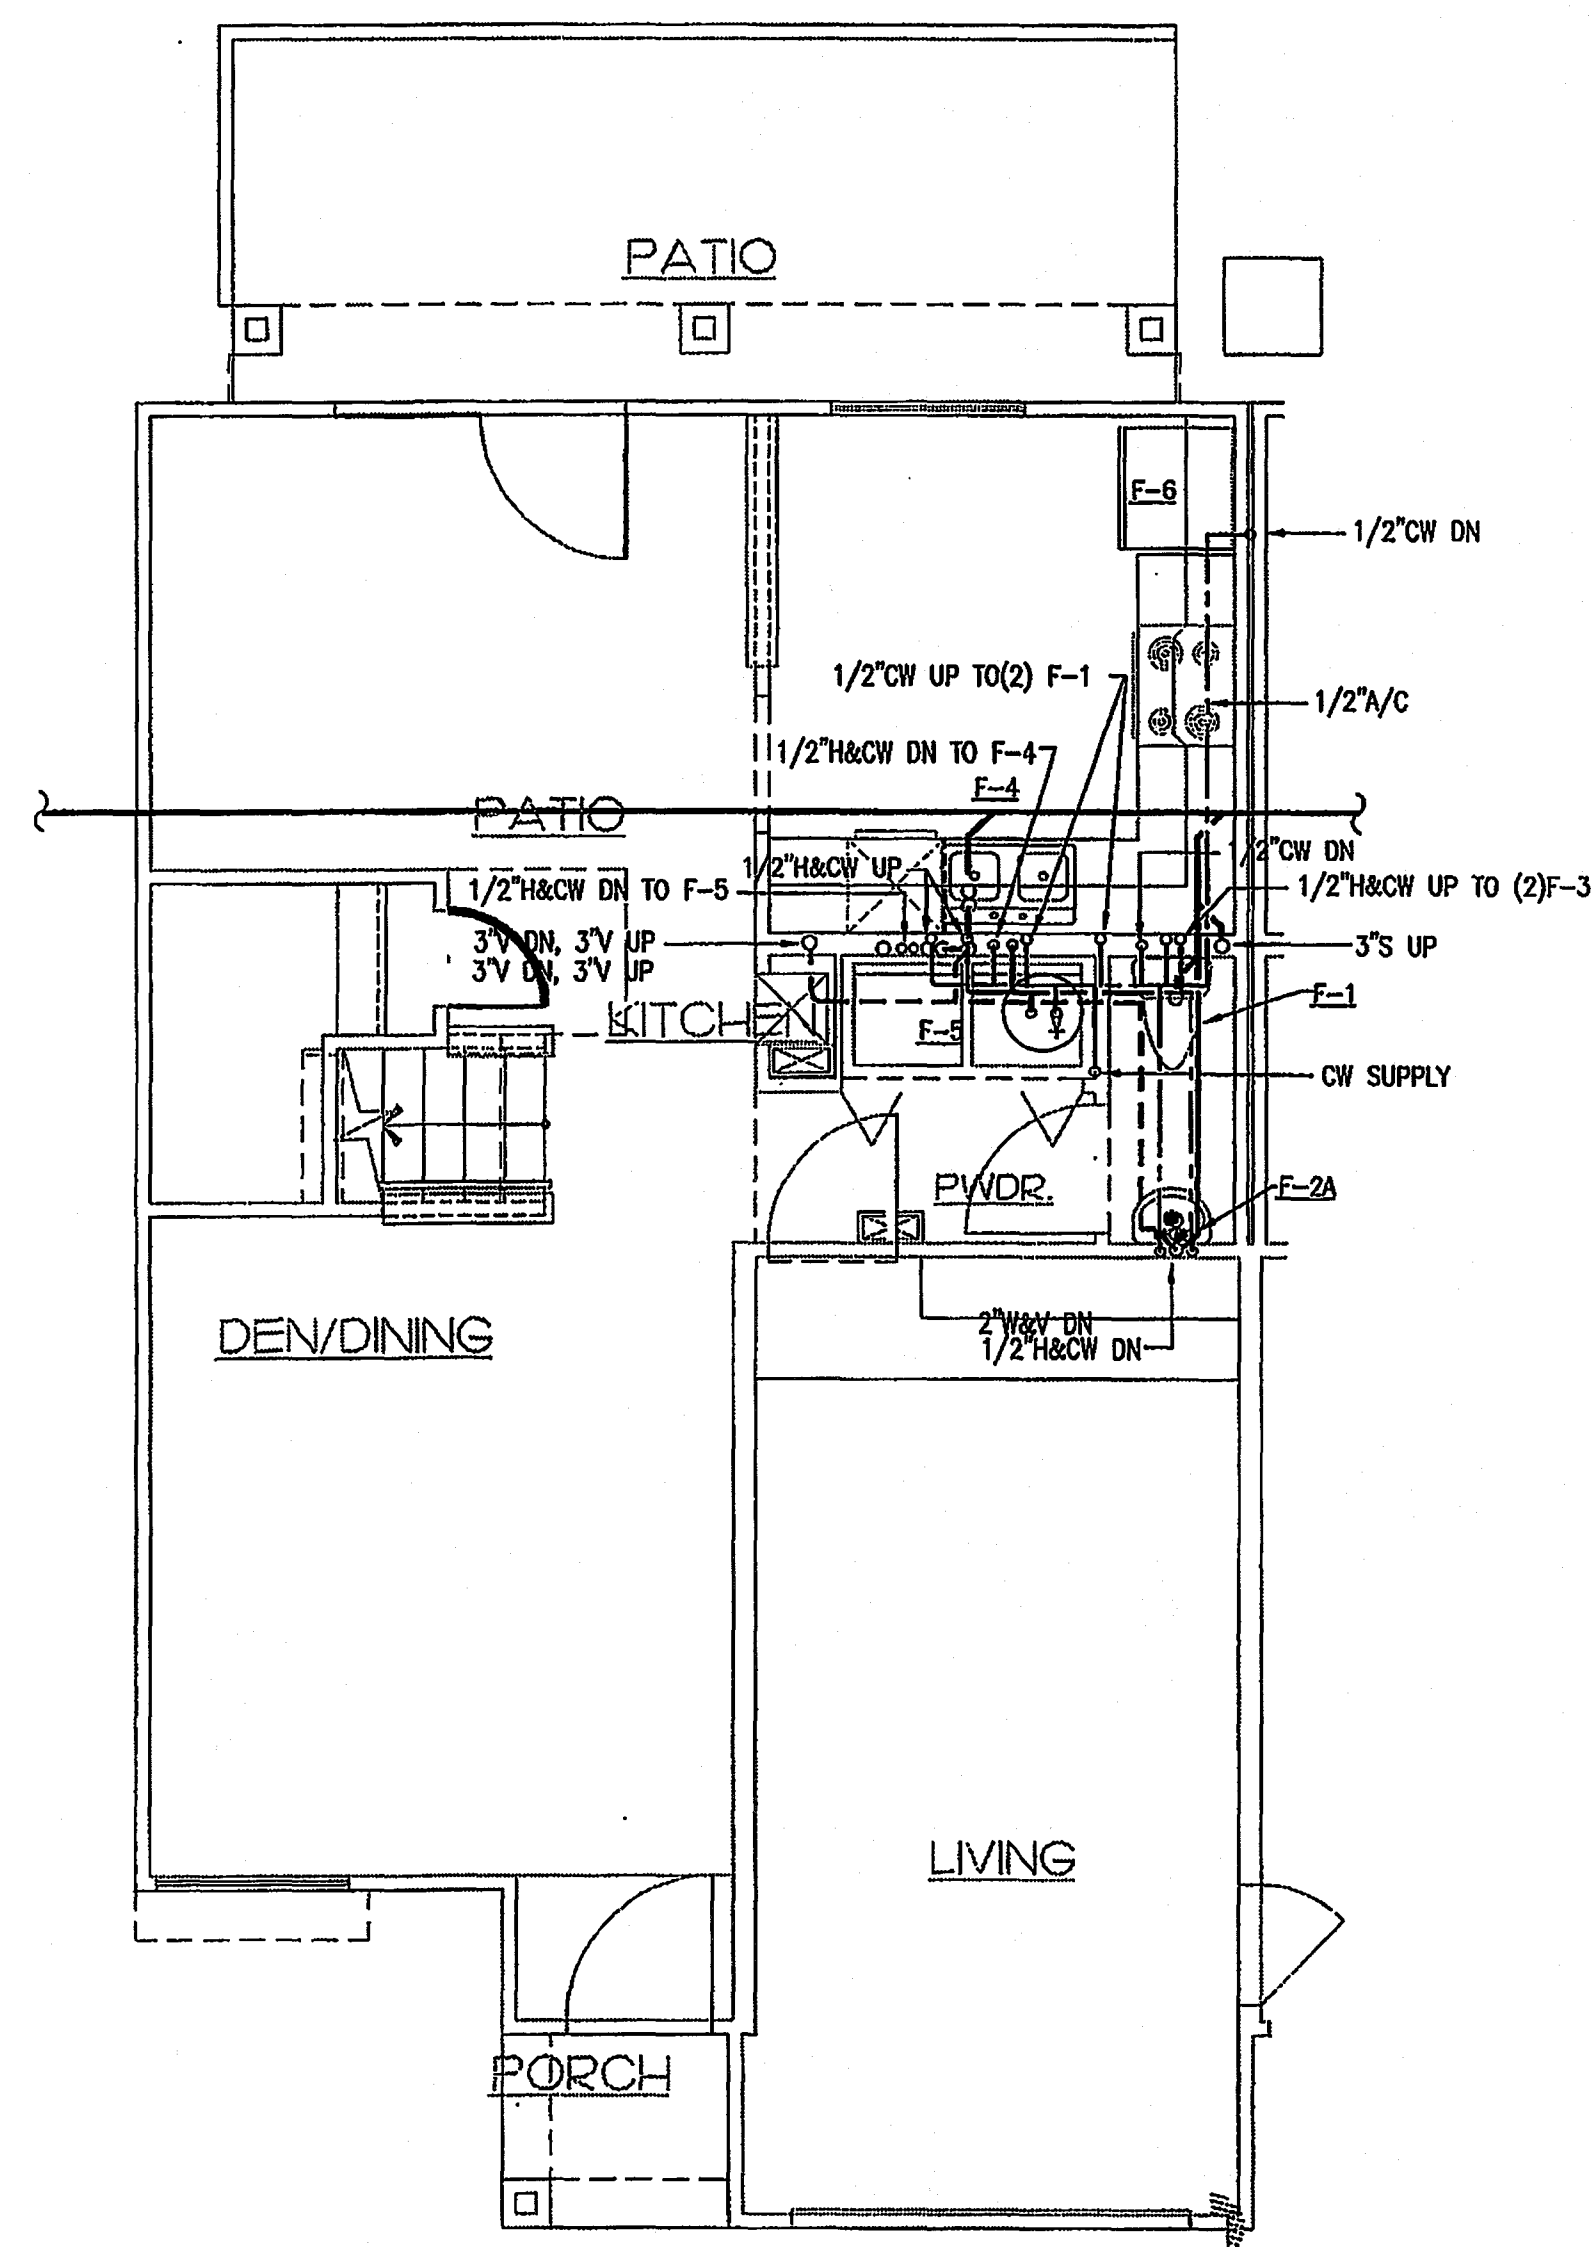 PATIO
F-6
1/2"CW DN
1/2"CW UP TO(2) F-1
1/2"A/C
1/2"H&CW DN TO F-4
F-4
PATIO
1/2"CW DN
1/2"H&CW UP
1/2"H&CW DN TO F-5
1/2"H&CW UP TO (2)F-3
3"V DN, 3"V UP
3"S UP
3"V DN, 3"V UP
F-1
KITCHEN
F-5
CW SUPPLY
PWDR.
F-2A
2"W&V DN
DEN/DINING
1/2"H&CW DN
LIVING
PORCH